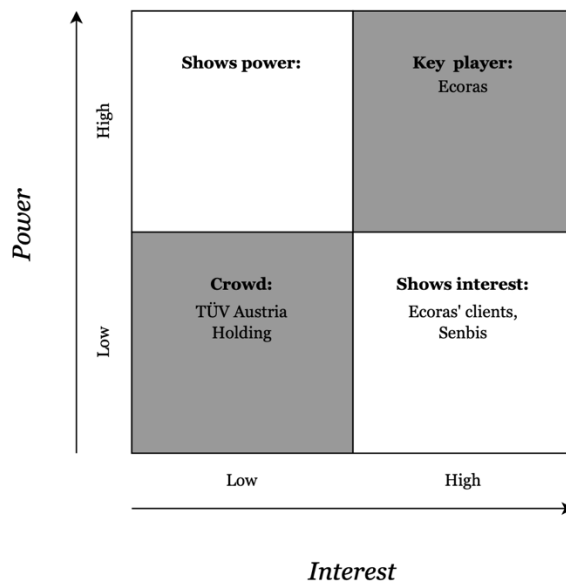 Shows power:
Key player:
Ecoras
High
Power
Low
Crowd:
TÜV Austria
Holding
Shows interest:
Ecoras' clients,
Senbis
Low
High
Interest